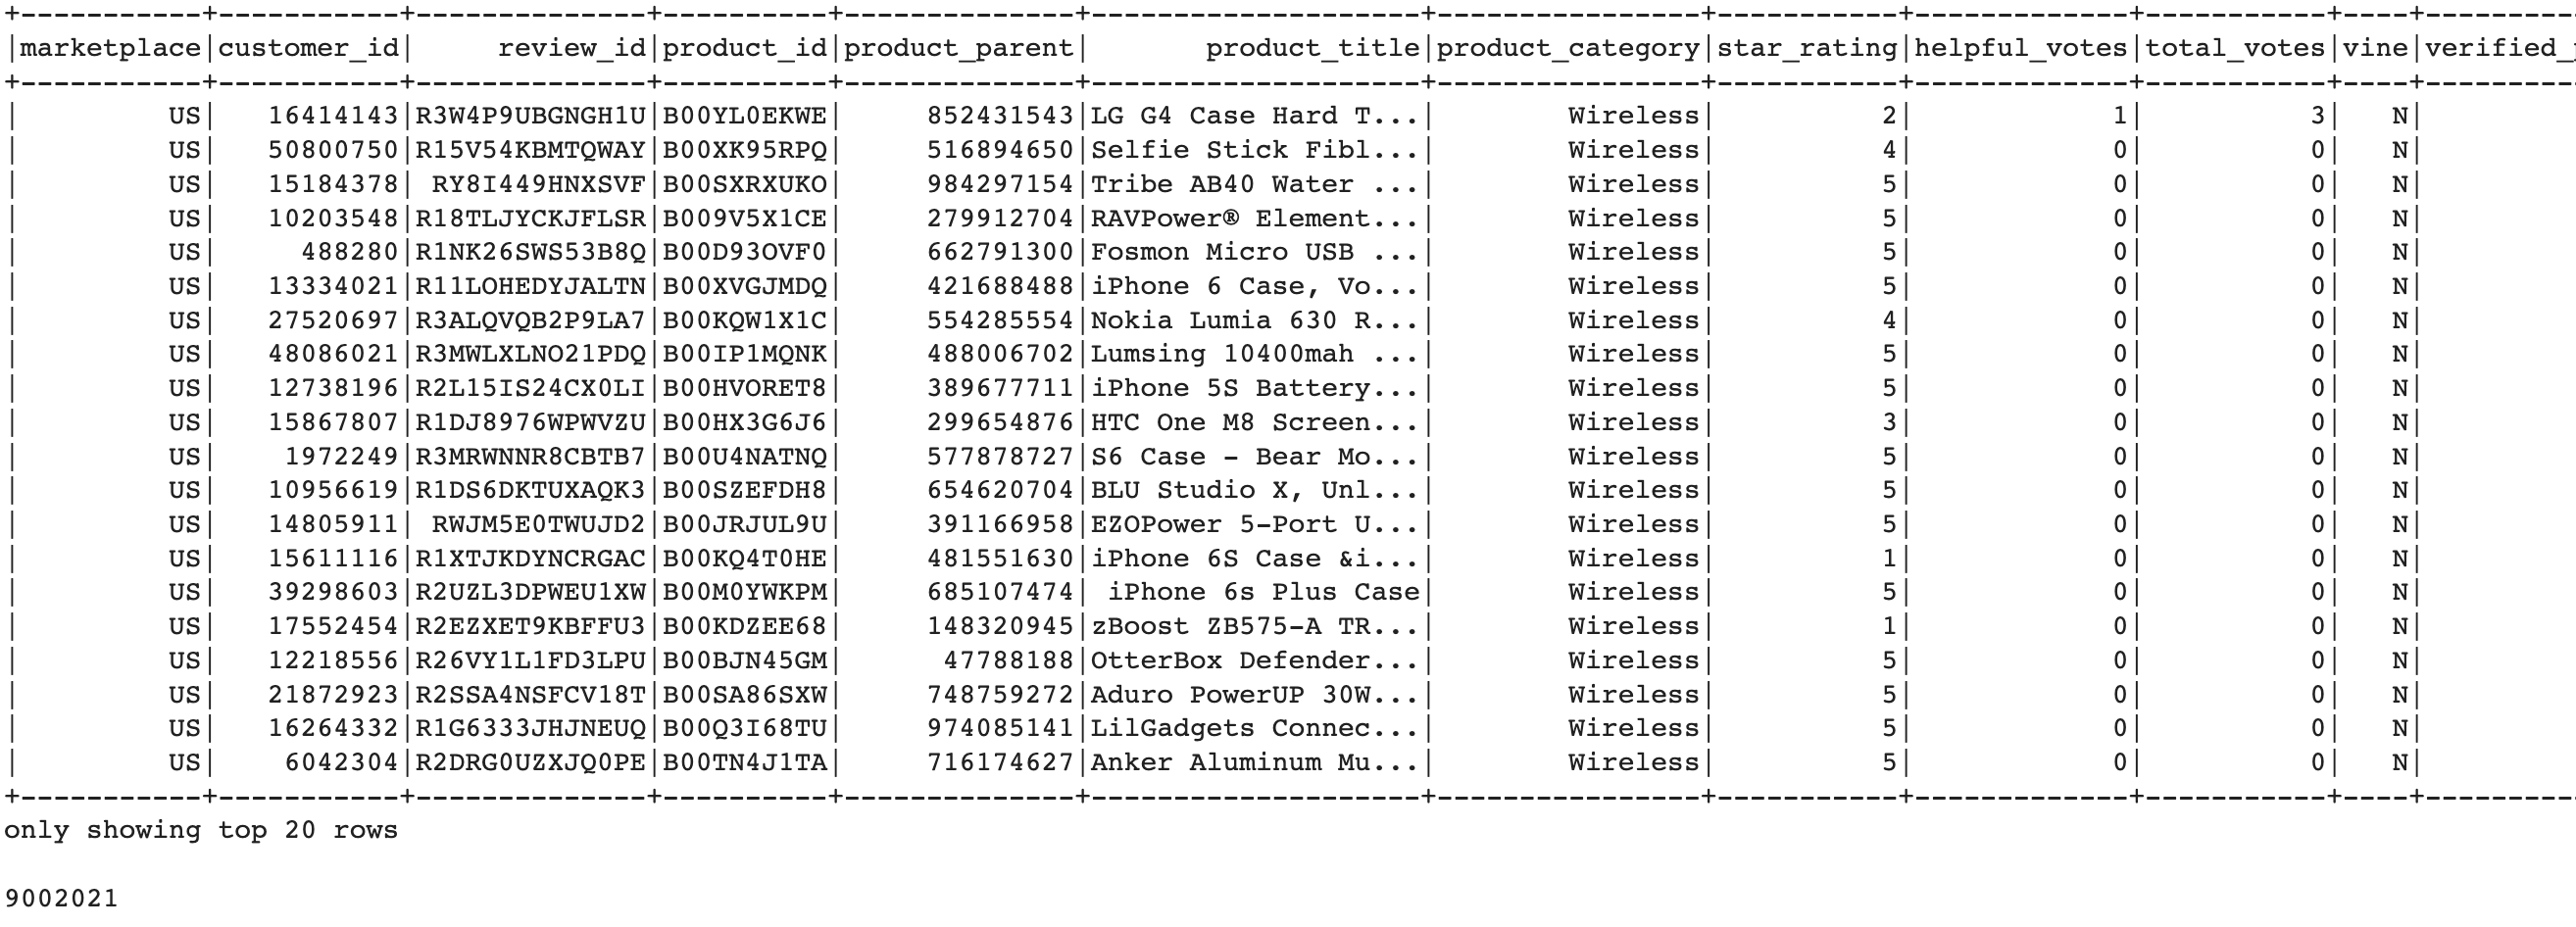 +-----------+-----------+--------------+----------+--------------+--------------------+----------------+-----------+-------------+-----------+----+---------
|marketplace|customer_id|     review_id|product_id|product_parent|       product_title|product_category|star_rating|helpful_votes|total_votes|vine|verified_
+-----------+-----------+--------------+----------+--------------+--------------------+----------------+-----------+-------------+-----------+----+---------
|         US|   16414143|R3W4P9UBGNGH1U|B00YL0EKWE|     852431543|LG G4 Case Hard T...|        Wireless|          2|            1|          3|   N|
|         US|   50800750|R15V54KBMTQWAY|B00XK95RPQ|     516894650|Selfie Stick Fibl...|        Wireless|          4|            0|          0|   N|
|         US|   15184378| RY8I449HNXSVF|B00SXRXUKO|     984297154|Tribe AB40 Water ...|        Wireless|          5|            0|          0|   N|
|         US|   10203548|R18TLJYCKJFLSR|B009V5X1CE|     279912704|RAVPower® Element...|        Wireless|          5|            0|          0|   N|
|         US|     488280|R1NK26SWS53B8Q|B00D93OVF0|     662791300|Fosmon Micro USB ...|        Wireless|          5|            0|          0|   N|
|         US|   13334021|R11LOHEDYJALTN|B00XVGJMDQ|     421688488|iPhone 6 Case, Vo...|        Wireless|          5|            0|          0|   N|
|         US|   27520697|R3ALQVQB2P9LA7|B00KQW1X1C|     554285554|Nokia Lumia 630 R...|        Wireless|          4|            0|          0|   N|
|         US|   48086021|R3MWLXLNO21PDQ|B00IP1MQNK|     488006702|Lumsing 10400mah ...|        Wireless|          5|            0|          0|   N|
|         US|   12738196|R2L15IS24CX0LI|B00HVORET8|     389677711|iPhone 5S Battery...|        Wireless|          5|            0|          0|   N|
|         US|   15867807|R1DJ8976WPWVZU|B00HX3G6J6|     299654876|HTC One M8 Screen...|        Wireless|          3|            0|          0|   N|
|         US|    1972249|R3MRWNNR8CBTB7|B00U4NATNQ|     577878727|S6 Case - Bear Mo...|        Wireless|          5|            0|          0|   N|
|         US|   10956619|R1DS6DKTUXAQK3|B00SZEFDH8|     654620704|BLU Studio X, Unl...|        Wireless|          5|            0|          0|   N|
|         US|   14805911| RWJM5E0TWUJD2|B00JRJUL9U|     391166958|EZOPower 5-Port U...|        Wireless|          5|            0|          0|   N|
|         US|   15611116|R1XTJKDYNCRGAC|B00KQ4T0HE|     481551630|iPhone 6S Case &i...|        Wireless|          1|            0|          0|   N|
|         US|   39298603|R2UZL3DPWEU1XW|B00M0YWKPM|     685107474| iPhone 6s Plus Case|        Wireless|          5|            0|          0|   N|
|         US|   17552454|R2EZXET9KBFFU3|B00KDZEE68|     148320945|zBoost ZB575-A TR...|        Wireless|          1|            0|          0|   N|
|         US|   12218556|R26VY1L1FD3LPU|B00BJN45GM|      47788188|OtterBox Defender...|        Wireless|          5|            0|          0|   N|
|         US|   21872923|R2SSA4NSFCV18T|B00SA86SXW|     748759272|Aduro PowerUP 30W...|        Wireless|          5|            0|          0|   N|
|         US|   16264332|R1G6333JHJNEUQ|B00Q3I68TU|     974085141|LilGadgets Connec...|        Wireless|          5|            0|          0|   N|
|         US|    6042304|R2DRG0UZXJQ0PE|B00TN4J1TA|     716174627|Anker Aluminum Mu...|        Wireless|          5|            0|          0|   N|
+-----------+-----------+--------------+----------+--------------+--------------------+----------------+-----------+-------------+-----------+----+---------
only showing top 20 rows
9002021